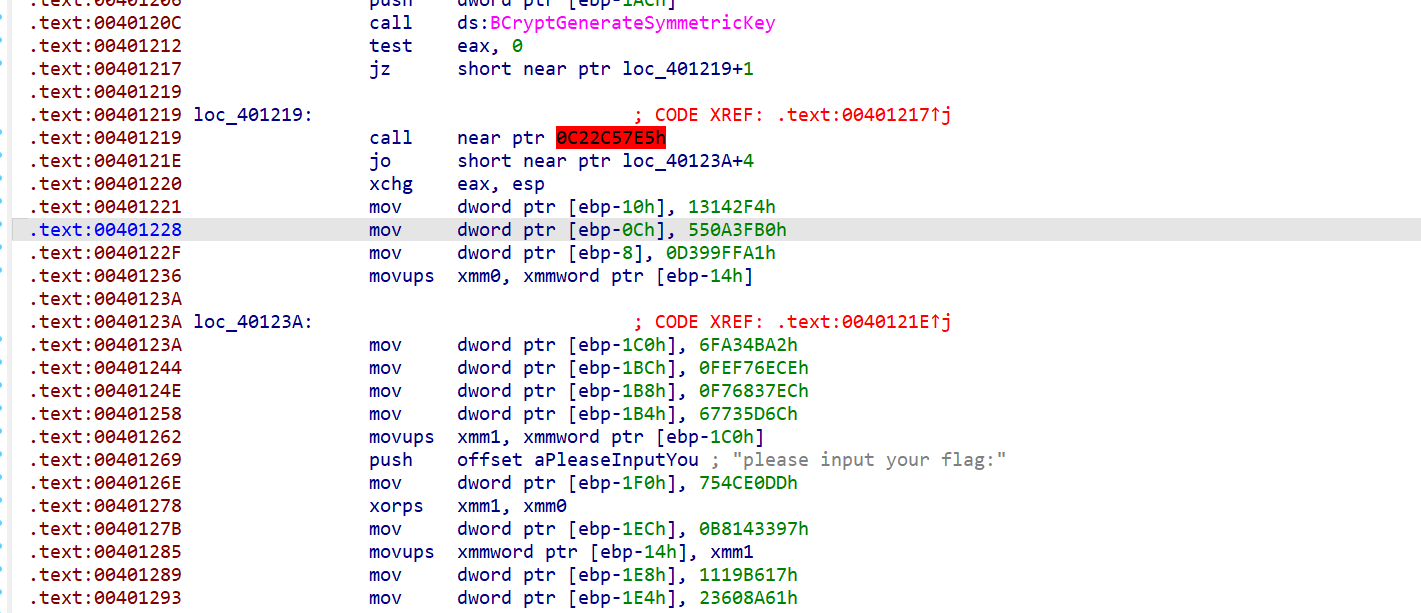 .text:00401206 push dword ptr [ebp-1ACh]
.text:0040120C call ds:BCryptGenerateSymmetricKey
.text:00401212 test eax, 0
.text:00401217 jz short near ptr loc_401219+1
.text:00401219
.text:00401219 loc_401219: ; CODE XREF: .text:00401217↑j
.text:00401219 call near ptr 0C22C57E5h
.text:0040121E jo short near ptr loc_40123A+4
.text:00401220 xchg eax, esp
.text:00401221 mov dword ptr [ebp-10h], 13142F4h
.text:00401228 mov dword ptr [ebp-0Ch], 550A3FB0h
.text:0040122F mov dword ptr [ebp-8], 0D399FFA1h
.text:00401236 movups xmm0, xmmword ptr [ebp-14h]
.text:0040123A
.text:0040123A loc_40123A: ; CODE XREF: .text:0040121E↑j
.text:0040123A mov dword ptr [ebp-1C0h], 6FA34BA2h
.text:00401244 mov dword ptr [ebp-1BCh], 0FEF76ECEh
.text:0040124E mov dword ptr [ebp-1B8h], 0F76837ECh
.text:00401258 mov dword ptr [ebp-1B4h], 67735D6Ch
.text:00401262 movups xmm1, xmmword ptr [ebp-1C0h]
.text:00401269 push offset aPleaseInputYou ; "please input your flag:"
.text:0040126E mov dword ptr [ebp-1F0h], 754CE0DDh
.text:00401278 xorps xmm1, xmm0
.text:0040127B mov dword ptr [ebp-1ECh], 0B8143397h
.text:00401285 movups xmmword ptr [ebp-14h], xmm1
.text:00401289 mov dword ptr [ebp-1E8h], 1119B617h
.text:00401293 mov dword ptr [ebp-1E4h], 23608A61h